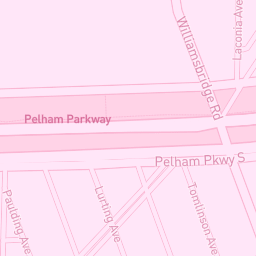 Williamsbridge Rd
Laconia Ave
Pelham Parkway
Pelham Pkwy S
Paulding Ave
Lurting Ave
Tomlinson Ave